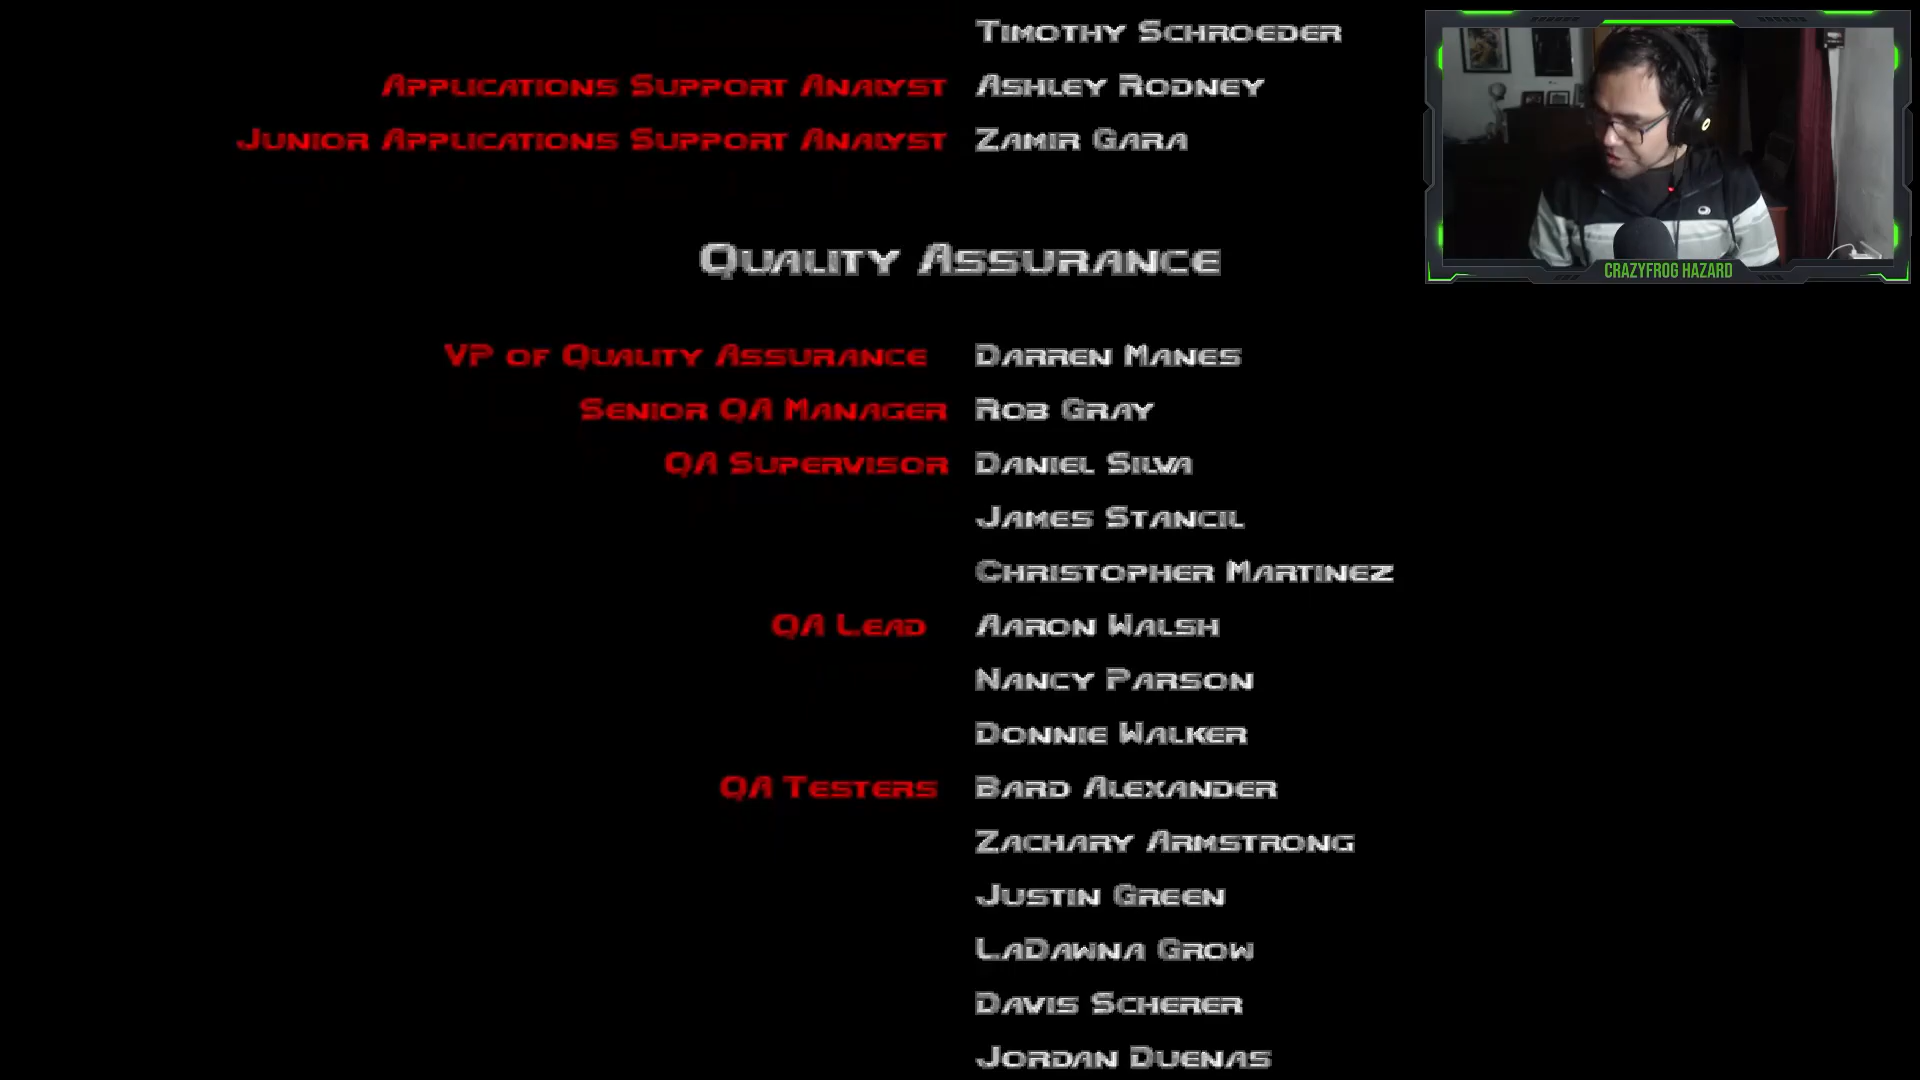 Timothy Schroeder
Applications Support Analyst Ashley Rodney
Junior Applications Support Analyst Zamir Gara
Quality Assurance
VP of Quality Assurance Darren Manes
Senior QA Manager Rob Gray
QA Supervisor Daniel Silva
James Stancil
Christopher Martinez
QA Lead Aaron Walsh
Nancy Parson
Donnie Walker
QA Testers Bard Alexander
Zachary Armstrong
Justin Green
LaDawna Grow
Davis Scherer
Jordan Duenas
CRAZYFROG HAZARD